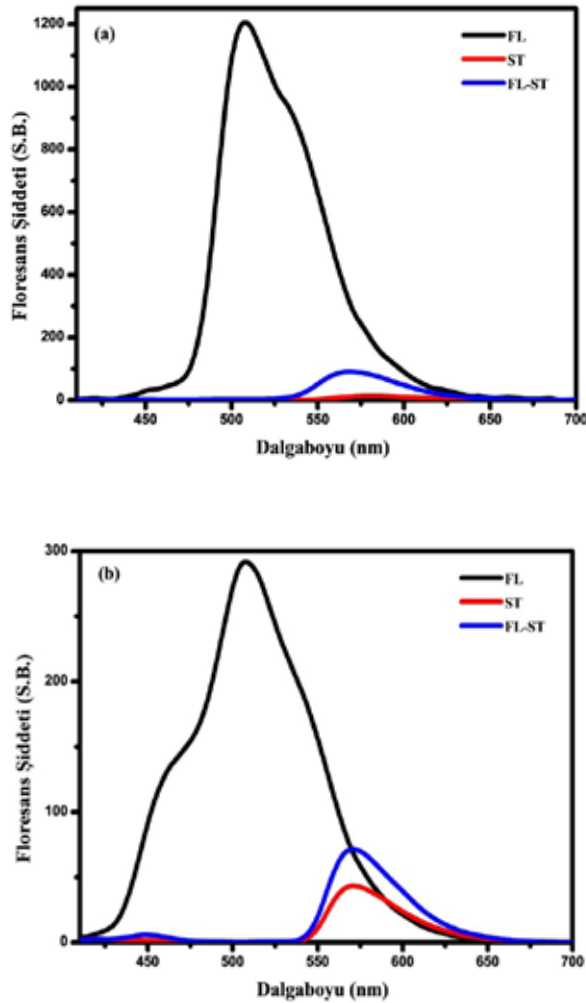 (a)
FL
ST
FL-ST
1200
1000
800
600
400
200
0
Floresans Şiddeti (S.B.)
450 500 550 600 650 700
Dalgaboyu (nm)
(b)
FL
ST
FL-ST
300
200
100
0
Floresans Şiddeti (S.B.)
450 500 550 600 650 700
Dalgaboyu (nm)